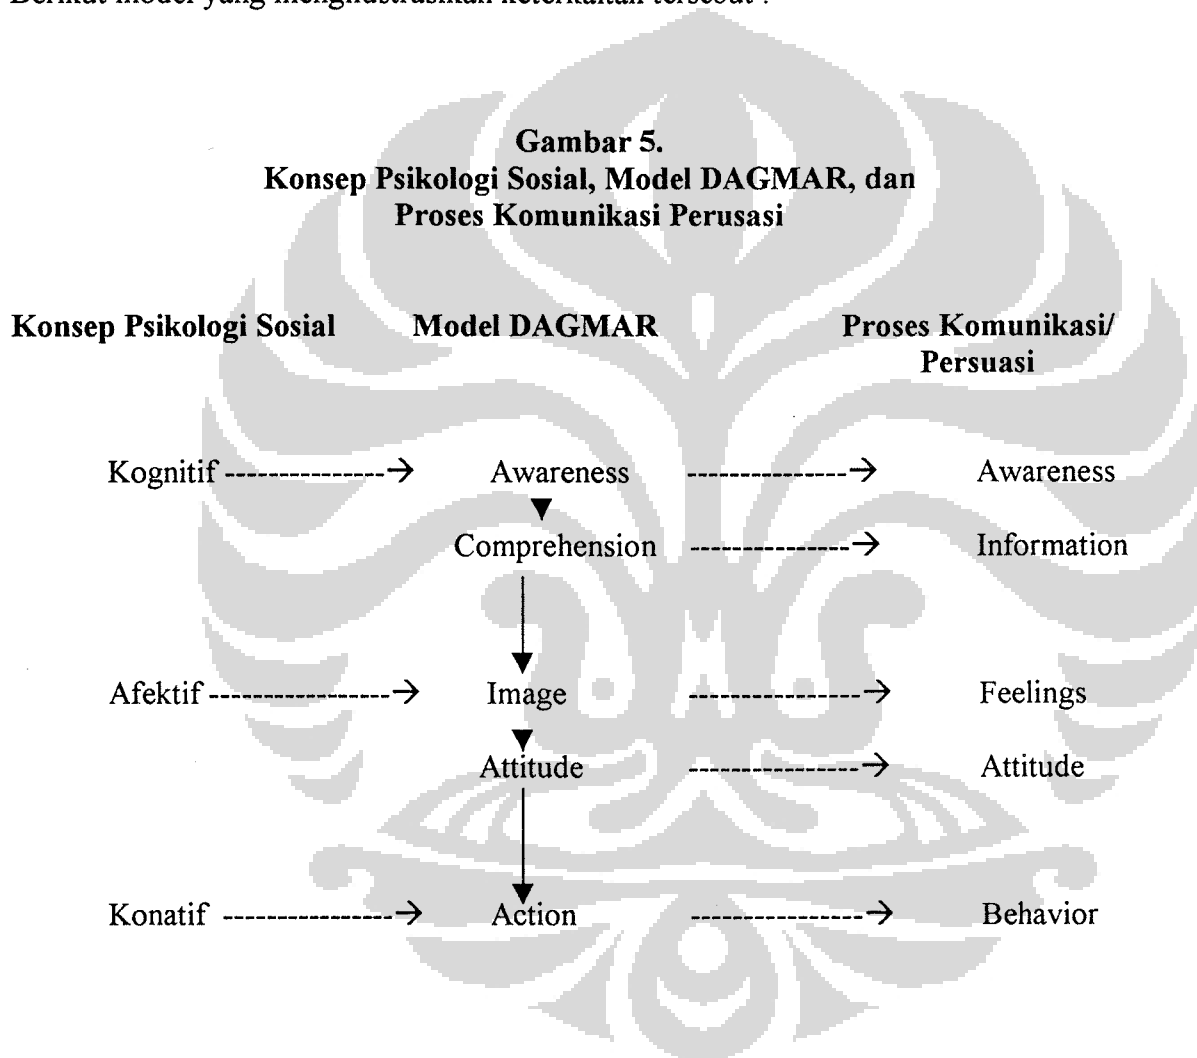 Berikut model yang mengilustrasikan keterkaitan tersebut :
Gambar 5.
Konsep Psikologi Sosial, Model DAGMAR, dan
Proses Komunikasi Perusasi
Konsep Psikologi Sosial Model DAGMAR Proses Komunikasi/
Persuasi
Kognitif Awareness Awareness
Comprehension Information
Afektif Image Feelings
Attitude Attitude
Konatif Action Behavior